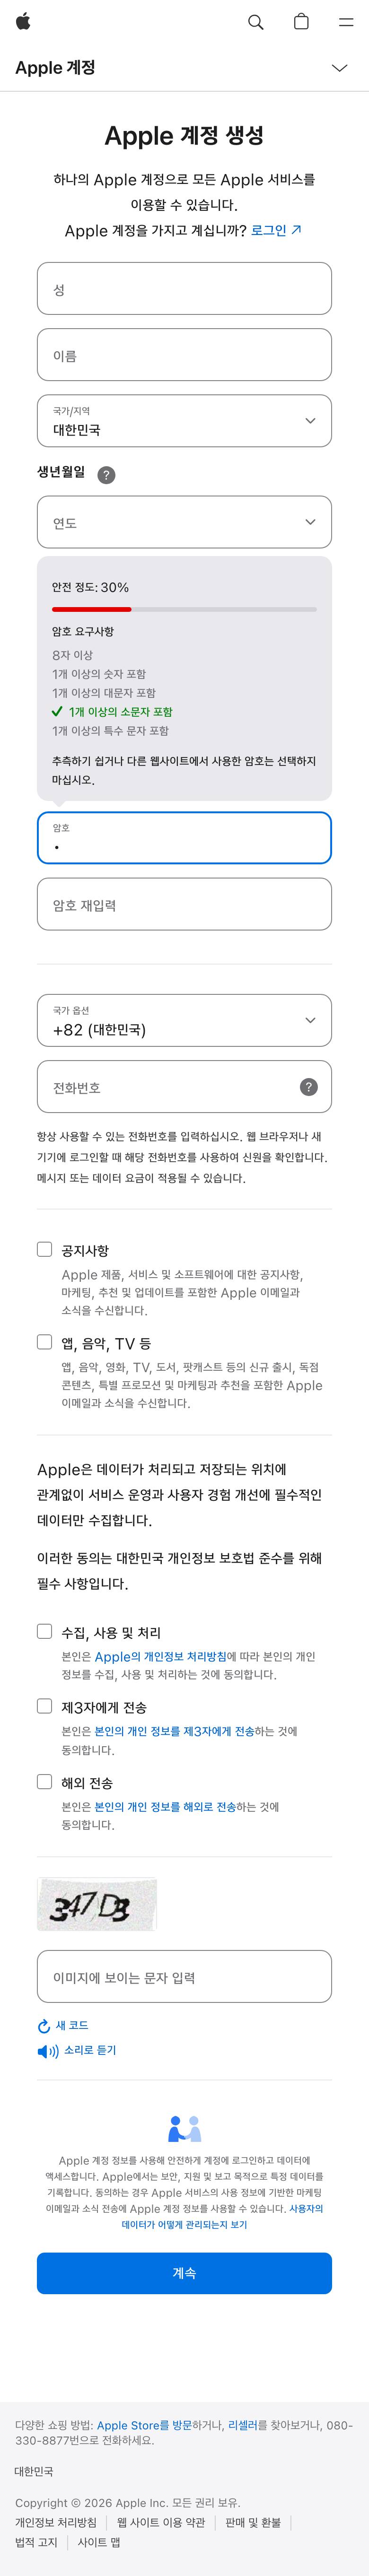 Apple 계정
Apple 계정 생성
하나의 Apple 계정으로 모든 Apple 서비스를
이용할 수 있습니다.
Apple 계정을 가지고 계십니까? 로그인 ↗
성
이름
국가/지역
대한민국
생년월일 ?
연도
안전 정도: 30%
암호 요구사항
8자 이상
1개 이상의 숫자 포함
1개 이상의 대문자 포함
✓ 1개 이상의 소문자 포함
1개 이상의 특수 문자 포함
추측하기 쉽거나 다른 웹사이트에서 사용한 암호는 선택하지
마십시오.
암호
•
암호 재입력
국가 옵션
+82 (대한민국)
전화번호 ?
항상 사용할 수 있는 전화번호를 입력하십시오. 웹 브라우저나 새
기기에 로그인할 때 해당 전화번호를 사용하여 신원을 확인합니다.
메시지 또는 데이터 요금이 적용될 수 있습니다.
공지사항
Apple 제품, 서비스 및 소프트웨어에 대한 공지사항,
마케팅, 추천 및 업데이트를 포함한 Apple 이메일과
소식을 수신합니다.
앱, 음악, TV 등
앱, 음악, 영화, TV, 도서, 팟캐스트 등의 신규 출시, 독점
콘텐츠, 특별 프로모션 및 마케팅과 추천을 포함한 Apple
이메일과 소식을 수신합니다.
Apple은 데이터가 처리되고 저장되는 위치에
관계없이 서비스 운영과 사용자 경험 개선에 필수적인
데이터만 수집합니다.
이러한 동의는 대한민국 개인정보 보호법 준수를 위해
필수 사항입니다.
수집, 사용 및 처리
본인은 Apple의 개인정보 처리방침에 따라 본인의 개인
정보를 수집, 사용 및 처리하는 것에 동의합니다.
제3자에게 전송
본인은 본인의 개인 정보를 제3자에게 전송하는 것에
동의합니다.
해외 전송
본인은 본인의 개인 정보를 해외로 전송하는 것에
동의합니다.
347D3
이미지에 보이는 문자 입력
새 코드
소리로 듣기
Apple 계정 정보를 사용해 안전하게 계정에 로그인하고 데이터에
액세스합니다. Apple에서는 보안, 지원 및 보고 목적으로 특정 데이터를
기록합니다. 동의하는 경우 Apple 서비스의 사용 정보에 기반한 마케팅
이메일과 소식 전송에 Apple 계정 정보를 사용할 수 있습니다. 사용자의
데이터가 어떻게 관리되는지 보기
계속
다양한 쇼핑 방법: Apple Store를 방문하거나, 리셀러를 찾아보거나, 080-
330-8877번으로 전화하세요.
대한민국
Copyright © 2026 Apple Inc. 모든 권리 보유.
개인정보 처리방침 | 웹 사이트 이용 약관 | 판매 및 환불 |
법적 고지 | 사이트 맵